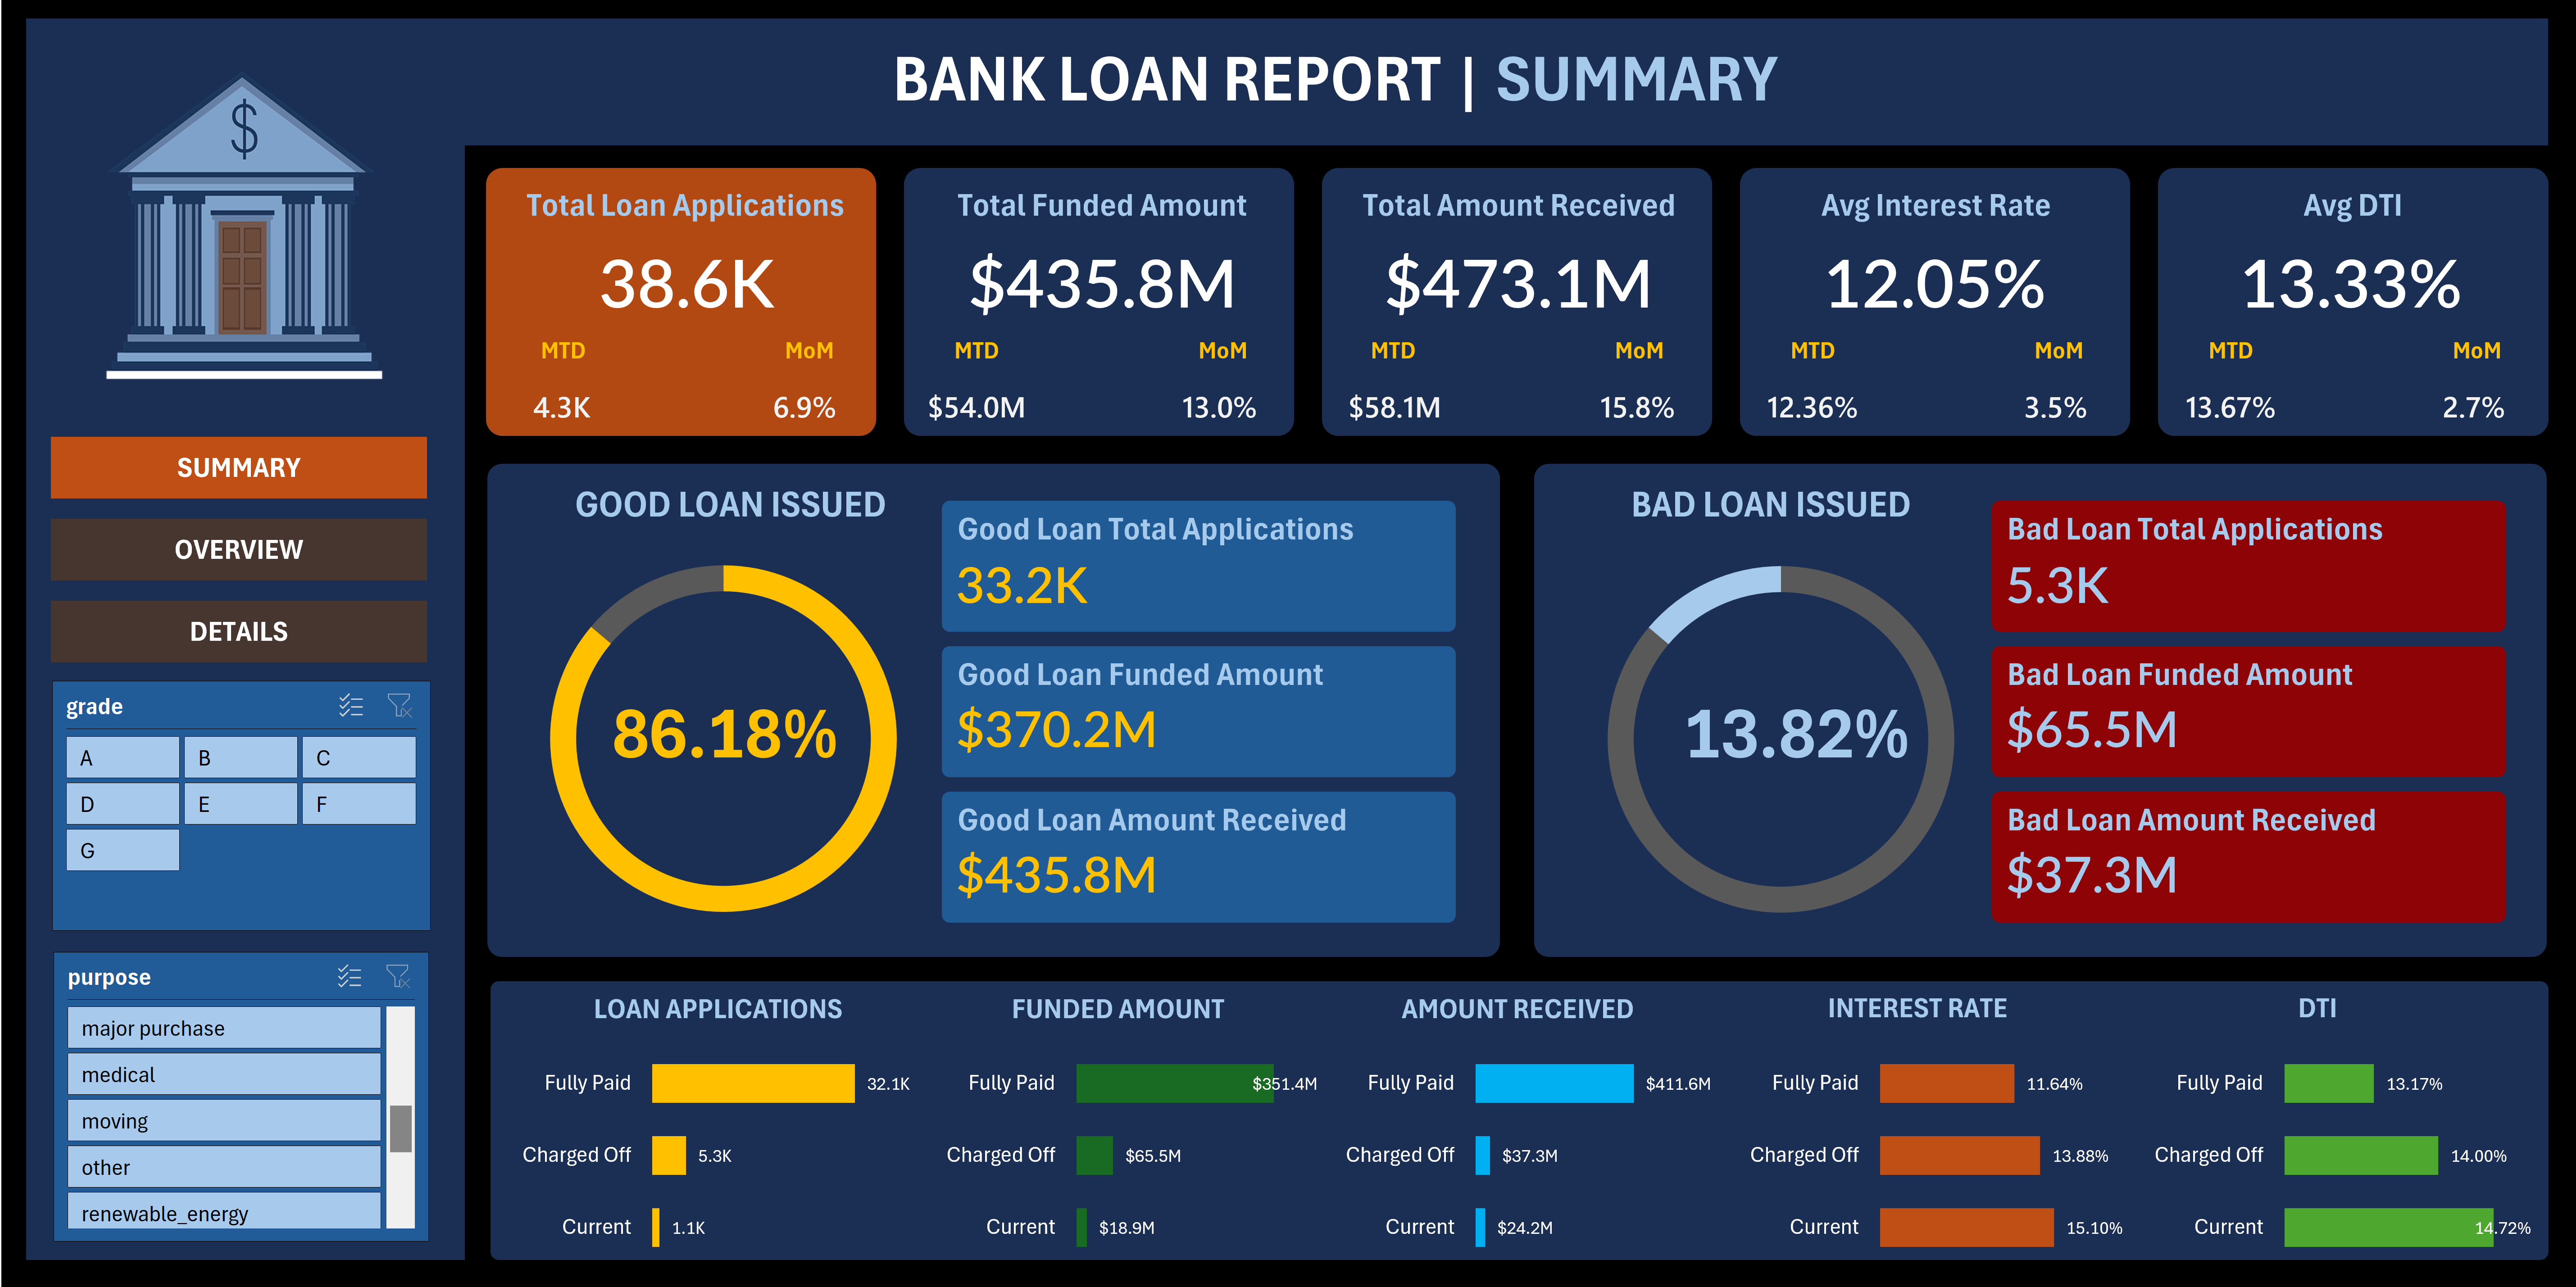 $
BANK LOAN REPORT | SUMMARY
Total Loan Applications
38.6K
MTD MoM
4.3K 6.9%
Total Funded Amount
$435.8M
MTD MoM
$54.0M 13.0%
Total Amount Received
$473.1M
MTD MoM
$58.1M 15.8%
Avg Interest Rate
12.05%
MTD MoM
12.36% 3.5%
Avg DTI
13.33%
MTD MoM
13.67% 2.7%
SUMMARY
OVERVIEW
DETAILS
grade
A B C
D E F
G
purpose
major purchase
medical
moving
other
renewable_energy
GOOD LOAN ISSUED
86.18%
Good Loan Total Applications
33.2K
Good Loan Funded Amount
$370.2M
Good Loan Amount Received
$435.8M
BAD LOAN ISSUED
13.82%
Bad Loan Total Applications
5.3K
Bad Loan Funded Amount
$65.5M
Bad Loan Amount Received
$37.3M
LOAN APPLICATIONS
Fully Paid 32.1K
Charged Off 5.3K
Current 1.1K
FUNDED AMOUNT
Fully Paid $351.4M
Charged Off $65.5M
Current $18.9M
AMOUNT RECEIVED
Fully Paid $411.6M
Charged Off $37.3M
Current $24.2M
INTEREST RATE
Fully Paid 11.64%
Charged Off 13.88%
Current 15.10%
DTI
Fully Paid 13.17%
Charged Off 14.00%
Current 14.72%